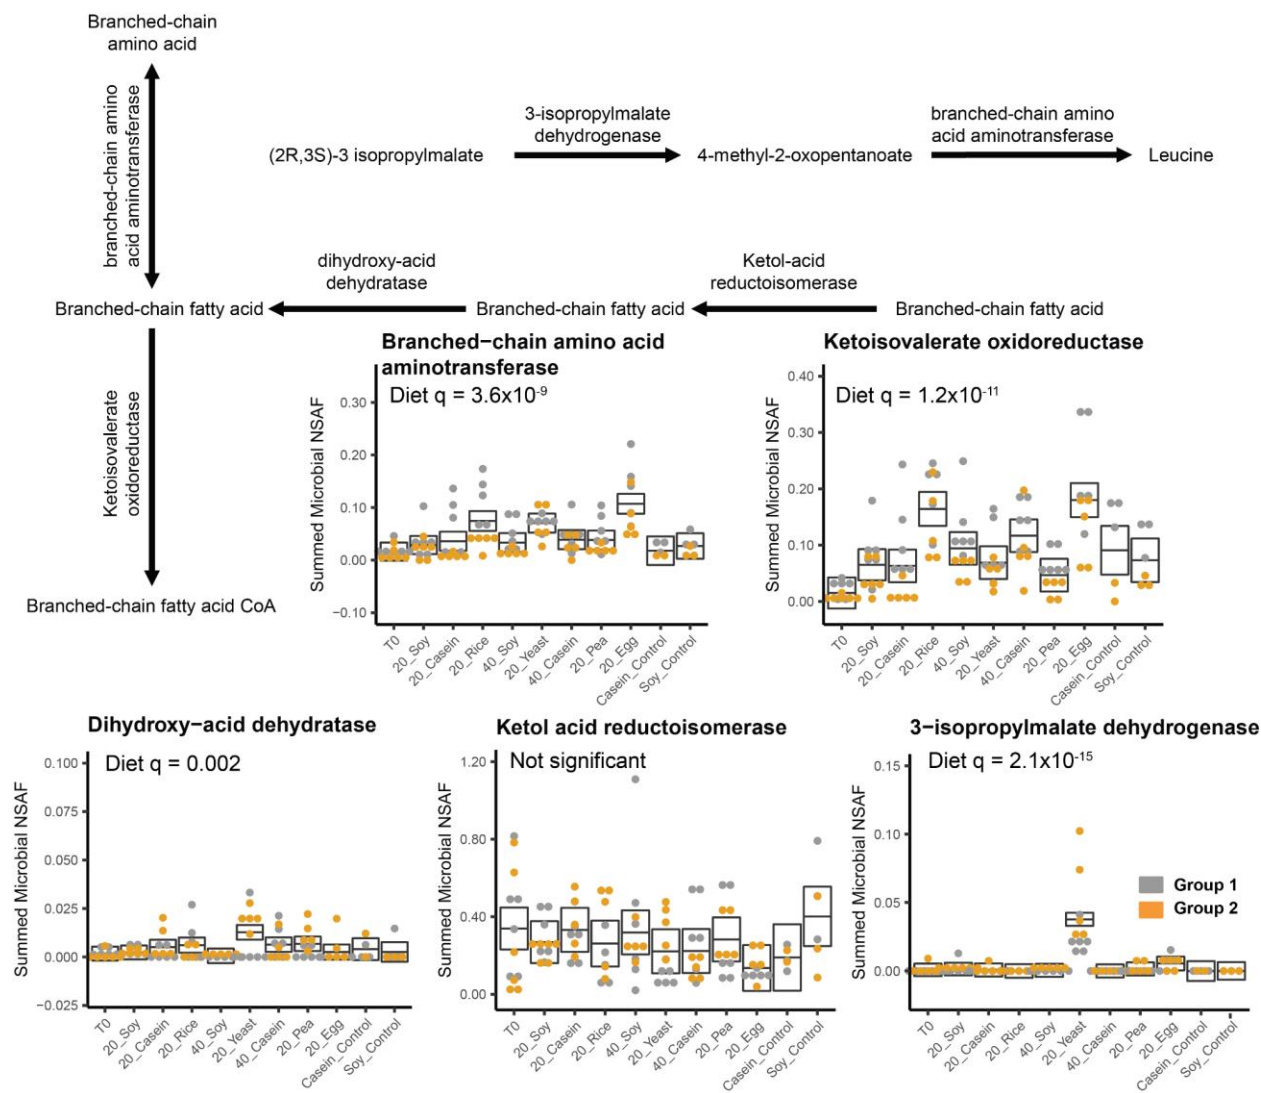 Branched-chain
amino acid
branched-chain amino
acid aminotransferase
3-isopropylmalate
dehydrogenase
branched-chain amino
acid aminotransferase
(2R,3S)-3 isopropylmalate
4-methyl-2-oxopentanoate
Leucine
dihydroxy-acid
dehydratase
Ketol-acid
reductoisomerase
Branched-chain fatty acid
Branched-chain fatty acid
Branched-chain fatty acid
Ketoisovalerate
oxidoreductase
Branched-chain fatty acid CoA
Branched−chain amino acid
aminotransferase
Diet q = 3.6x10-9
Summed Microbial NSAF
0.30
0.20
0.10
0.00
−0.10
T0
20_Soy
20_Casein
20_Rice
40_Soy
20_Yeast
40_Casein
20_Pea
20_Egg
Casein_Control
Soy_Control
Ketoisovalerate oxidoreductase
Diet q = 1.2x10-11
Summed Microbial NSAF
0.40
0.30
0.20
0.10
0.00
T0
20_Soy
20_Casein
20_Rice
40_Soy
20_Yeast
40_Casein
20_Pea
20_Egg
Casein_Control
Soy_Control
Dihydroxy−acid dehydratase
Diet q = 0.002
Summed Microbial NSAF
0.100
0.075
0.050
0.025
0.000
−0.025
T0
20_Soy
20_Casein
20_Rice
40_Soy
20_Yeast
40_Casein
20_Pea
20_Egg
Casein_Control
Soy_Control
Ketol acid reductoisomerase
Not significant
Summed Microbial NSAF
1.20
0.80
0.40
0.00
T0
20_Soy
20_Casein
20_Rice
40_Soy
20_Yeast
40_Casein
20_Pea
20_Egg
Casein_Control
Soy_Control
3−isopropylmalate dehydrogenase
Diet q = 2.1x10-15
Summed Microbial NSAF
0.15
0.10
0.05
0.00
Group 1
Group 2
T0
20_Soy
20_Casein
20_Rice
40_Soy
20_Yeast
40_Casein
20_Pea
20_Egg
Casein_Control
Soy_Control